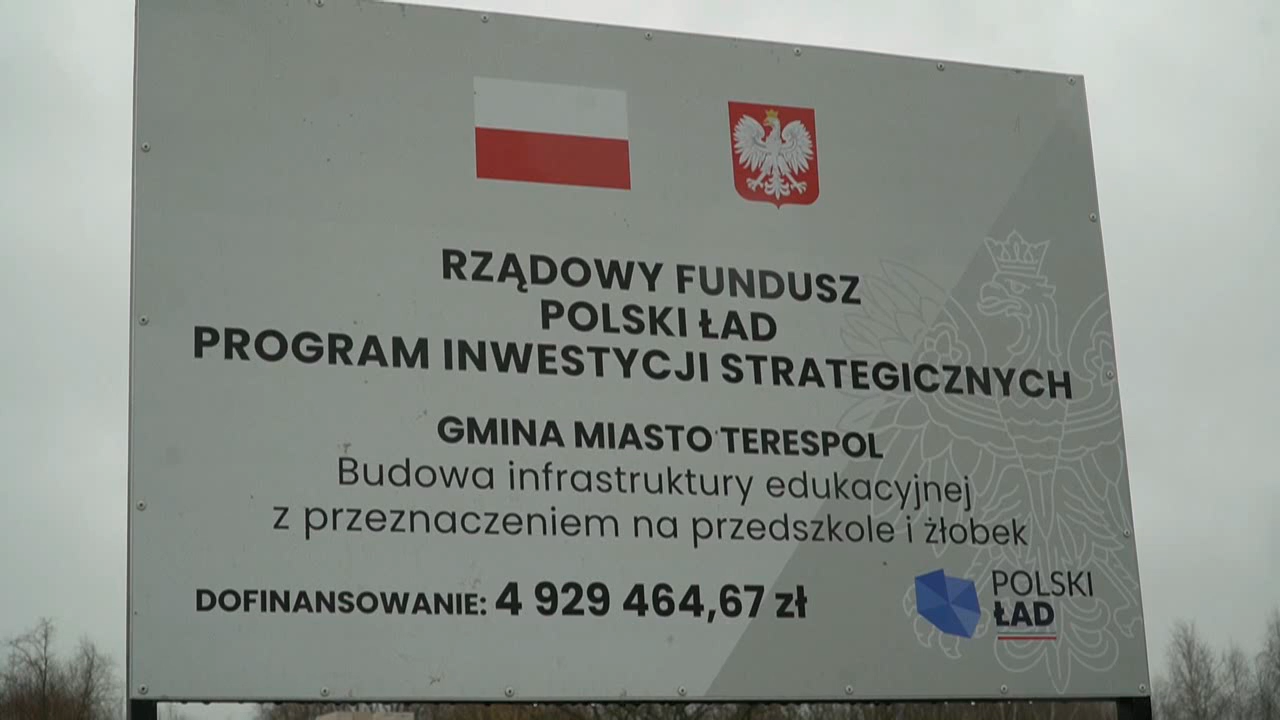 RZĄDOWY FUNDUSZ
POLSKI ŁAD
PROGRAM INWESTYCJI STRATEGICZNYCH
GMINA MIASTO TERESPOL
Budowa infrastruktury edukacyjnej
z przeznaczeniem na przedszkole i żłobek
DOFINANSOWANIE: 4 929 464,67 zł
POLSKI
ŁAD